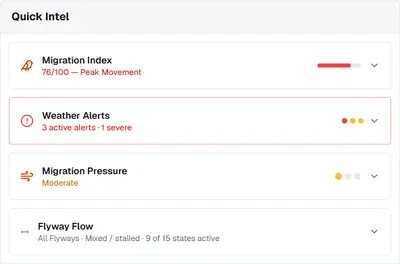 Quick Intel
Migration Index
76/100 — Peak Movement
Weather Alerts
3 active alerts · 1 severe
Migration Pressure
Moderate
Flyway Flow
All Flyways · Mixed / stalled · 9 of 15 states active